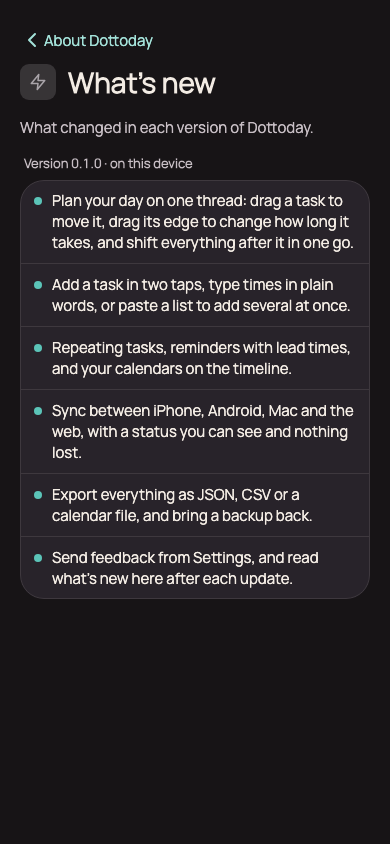 About Dottoday
What's new
What changed in each version of Dottoday.
Version 0.1.0 · on this device
Plan your day on one thread: drag a task to
move it, drag its edge to change how long it
takes, and shift everything after it in one go.
Add a task in two taps, type times in plain
words, or paste a list to add several at once.
Repeating tasks, reminders with lead times,
and your calendars on the timeline.
Sync between iPhone, Android, Mac and the
web, with a status you can see and nothing
lost.
Export everything as JSON, CSV or a
calendar file, and bring a backup back.
Send feedback from Settings, and read
what's new here after each update.